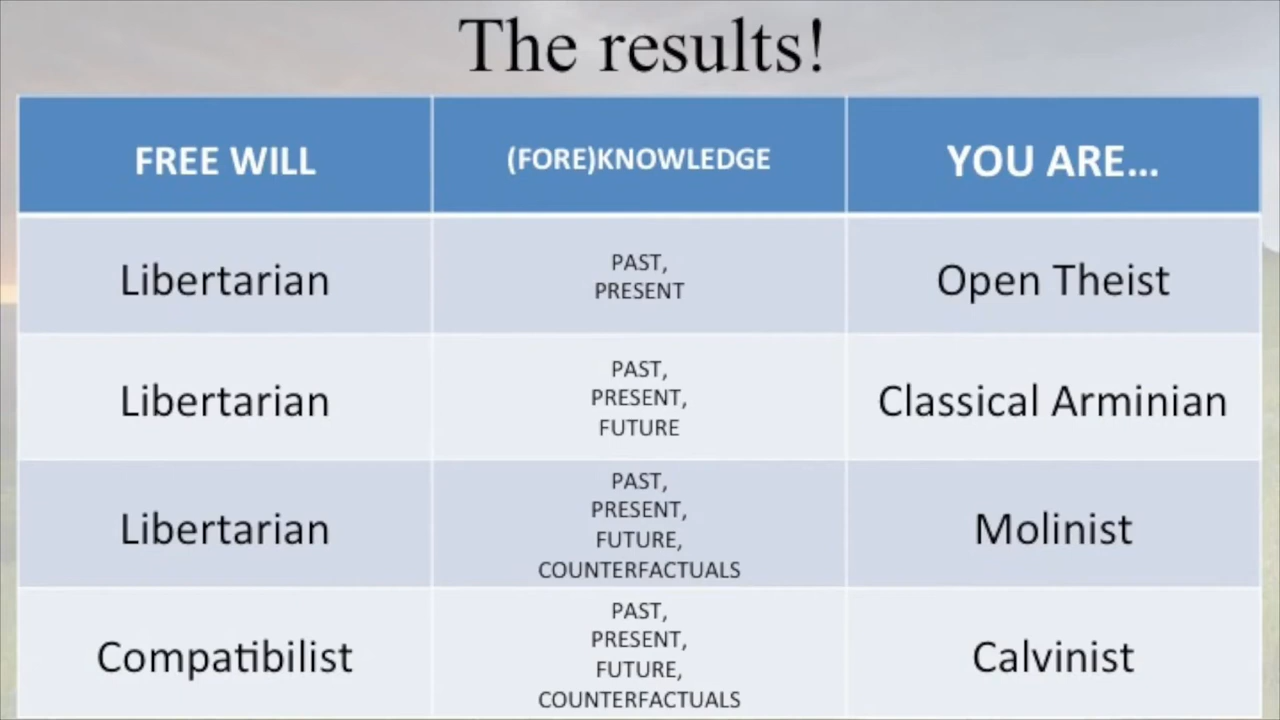 The results!
FREE WILL
(FORE)KNOWLEDGE
YOU ARE...
Libertarian
PAST,
PRESENT
Open Theist
Libertarian
PAST,
PRESENT,
FUTURE
Classical Arminian
Libertarian
PAST,
PRESENT,
FUTURE,
COUNTERFACTUALS
Molinist
Compatibilist
PAST,
PRESENT,
FUTURE,
COUNTERFACTUALS
Calvinist